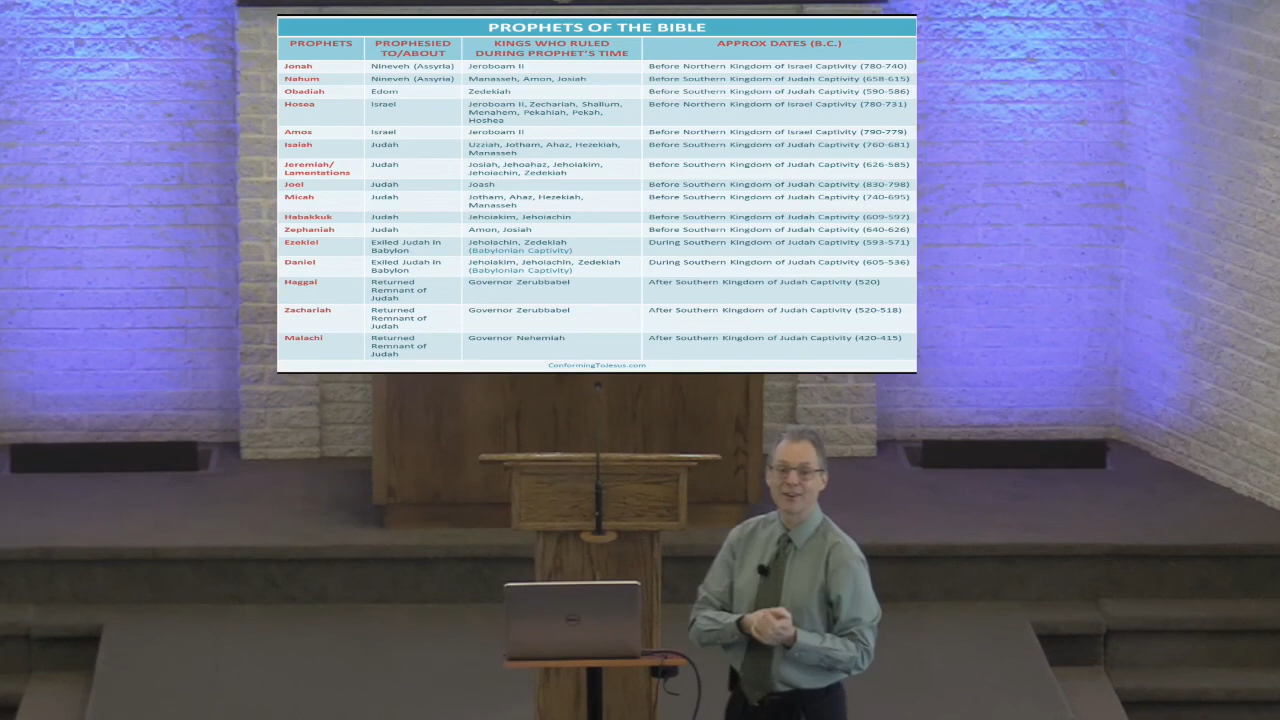 PROPHETS OF THE BIBLE
PROPHETS PROPHESIED TO/ABOUT KINGS WHO RULED DURING PROPHET'S TIME APPROX DATES (B.C.)
Jonah Nineveh (Assyria) Jeroboam II Before Northern Kingdom of Israel Captivity (780-740)
Nahum Nineveh (Assyria) Manasseh, Amon, Josiah Before Southern Kingdom of Judah Captivity (658-615)
Obadiah Edom Zedekiah Before Southern Kingdom of Judah Captivity (590-586)
Hosea Israel Jeroboam II, Zechariah, Shallum, Menahem, Pekahiah, Pekah, Hoshea Before Northern Kingdom of Israel Captivity (780-731)
Amos Israel Jeroboam II Before Northern Kingdom of Israel Captivity (790-779)
Isaiah Judah Uzziah, Jotham, Ahaz, Hezekiah, Manasseh Before Southern Kingdom of Judah Captivity (760-681)
Jeremiah/ Lamentations Judah Josiah, Jehoahaz, Jehoiakim, Jehoiachin, Zedekiah Before Southern Kingdom of Judah Captivity (626-585)
Joel Judah Joash Before Southern Kingdom of Judah Captivity (830-798)
Micah Judah Jotham, Ahaz, Hezekiah, Manasseh Before Southern Kingdom of Judah Captivity (740-695)
Habakkuk Judah Jehoiakim, Jehoiachin Before Southern Kingdom of Judah Captivity (609-597)
Zephaniah Judah Amon, Josiah Before Southern Kingdom of Judah Captivity (640-626)
Ezekiel Exiled Judah in Babylon Jehoiachin, Zedekiah (Babylonian Captivity) During Southern Kingdom of Judah Captivity (593-571)
Daniel Exiled Judah in Babylon Jehoiakim, Jehoiachin, Zedekiah (Babylonian Captivity) During Southern Kingdom of Judah Captivity (605-536)
Haggai Returned Remnant of Judah Governor Zerubbabel After Southern Kingdom of Judah Captivity (520)
Zachariah Returned Remnant of Judah Governor Zerubbabel After Southern Kingdom of Judah Captivity (520-518)
Malachi Returned Remnant of Judah Governor Nehemiah After Southern Kingdom of Judah Captivity (420-415)
ConformingToJesus.com
DELL